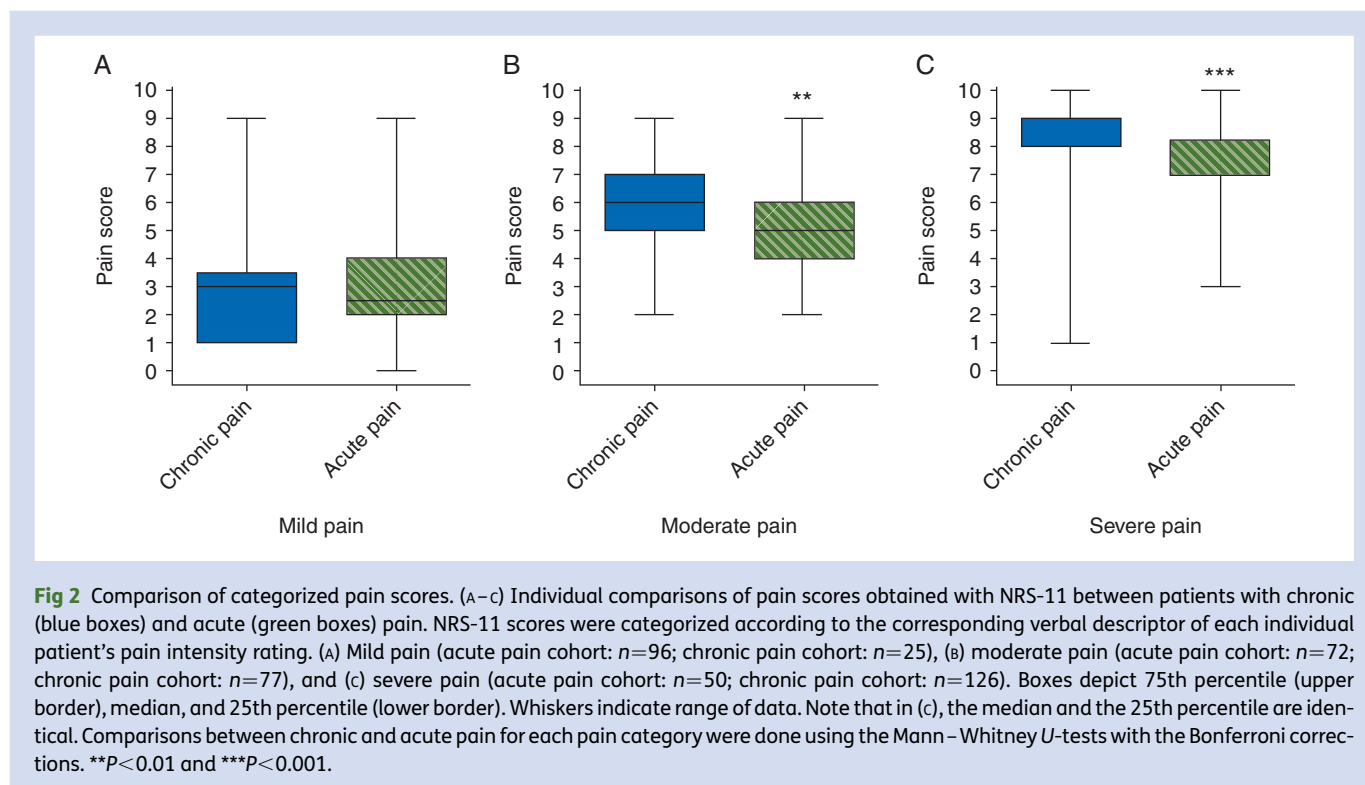 A
B
C
**
***
Pain score
10
9
8
7
6
5
4
3
2
1
0
Chronic pain
Acute pain
Mild pain
Pain score
10
9
8
7
6
5
4
3
2
1
0
Chronic pain
Acute pain
Moderate pain
Pain score
10
9
8
7
6
5
4
3
2
1
0
Chronic pain
Acute pain
Severe pain
Fig 2 Comparison of categorized pain scores. (A–C) Individual comparisons of pain scores obtained with NRS-11 between patients with chronic
(blue boxes) and acute (green boxes) pain. NRS-11 scores were categorized according to the corresponding verbal descriptor of each individual
patient's pain intensity rating. (A) Mild pain (acute pain cohort: n=96; chronic pain cohort: n=25), (B) moderate pain (acute pain cohort: n=72;
chronic pain cohort: n=77), and (C) severe pain (acute pain cohort: n=50; chronic pain cohort: n=126). Boxes depict 75th percentile (upper
border), median, and 25th percentile (lower border). Whiskers indicate range of data. Note that in (C), the median and the 25th percentile are iden-
tical. Comparisons between chronic and acute pain for each pain category were done using the Mann–Whitney U-tests with the Bonferroni correc-
tions. **P<0.01 and ***P<0.001.